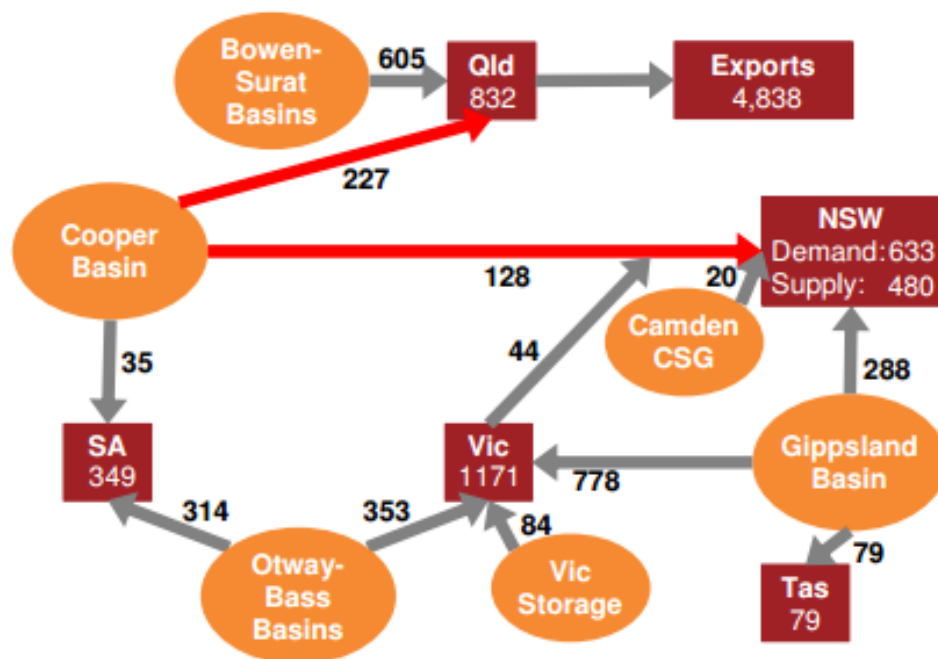 Bowen-
Surat
Basins
605
Qld
832
Exports
4,838
227
Cooper
Basin
NSW
Demand: 633
Supply: 480
128
20
Camden
CSG
44
35
288
SA
349
Vic
1171
778
Gippsland
Basin
314
353
84
79
Otway-
Bass
Basins
Vic
Storage
Tas
79